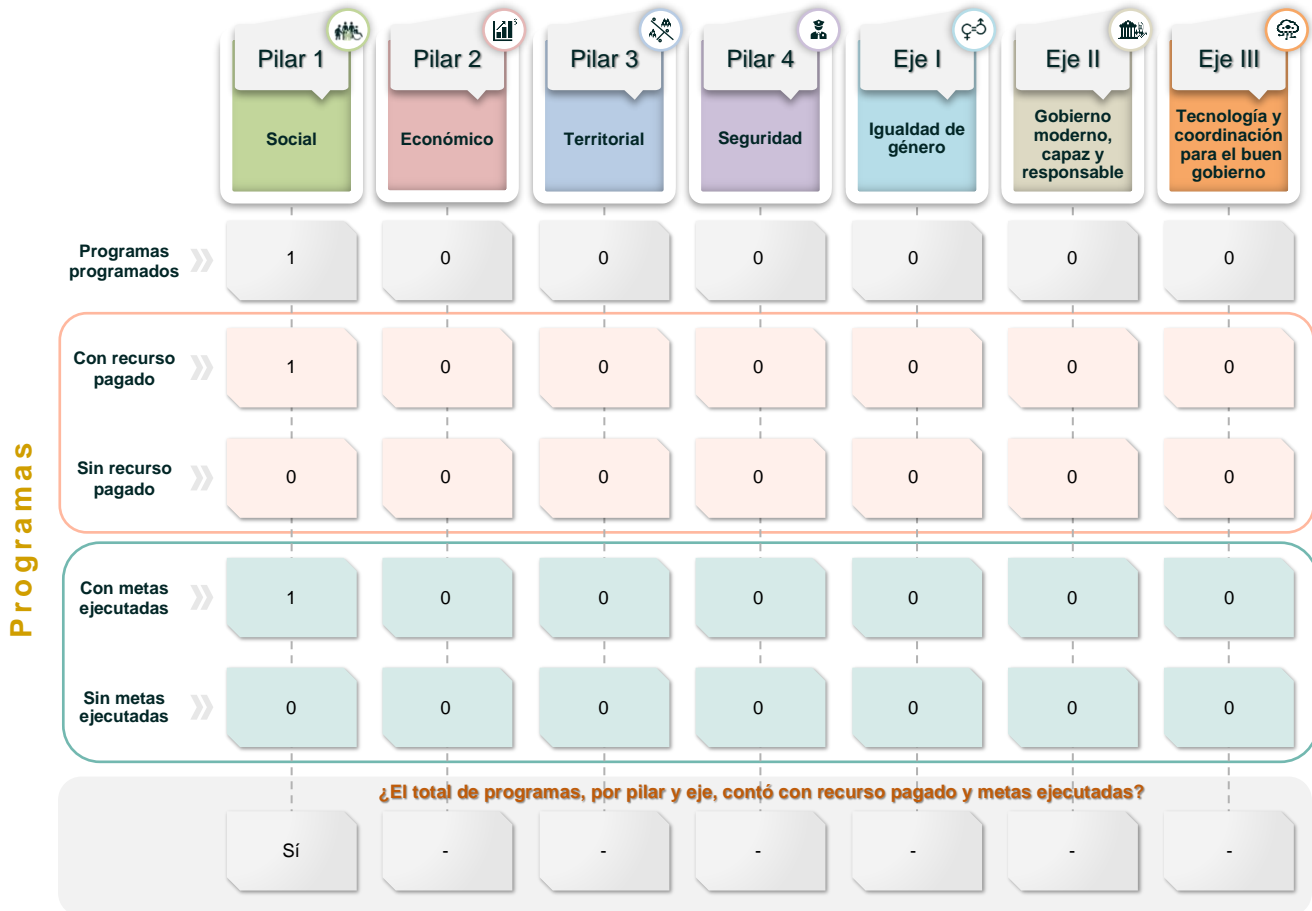 Pilar 1
Pilar 2
Pilar 3
Pilar 4
Eje I
Eje II
Eje III
Social
Económico
Territorial
Seguridad
Igualdad de
género
Gobierno
moderno,
capaz y
responsable
Tecnología y
coordinación
para el buen
gobierno
Programas
Programas
programados
1 0 0 0 0 0 0
Con recurso
pagado
1 0 0 0 0 0 0
Sin recurso
pagado
0 0 0 0 0 0 0
Con metas
ejecutadas
1 0 0 0 0 0 0
Sin metas
ejecutadas
0 0 0 0 0 0 0
¿El total de programas, por pilar y eje, contó con recurso pagado y metas ejecutadas?
Sí - - - - - -